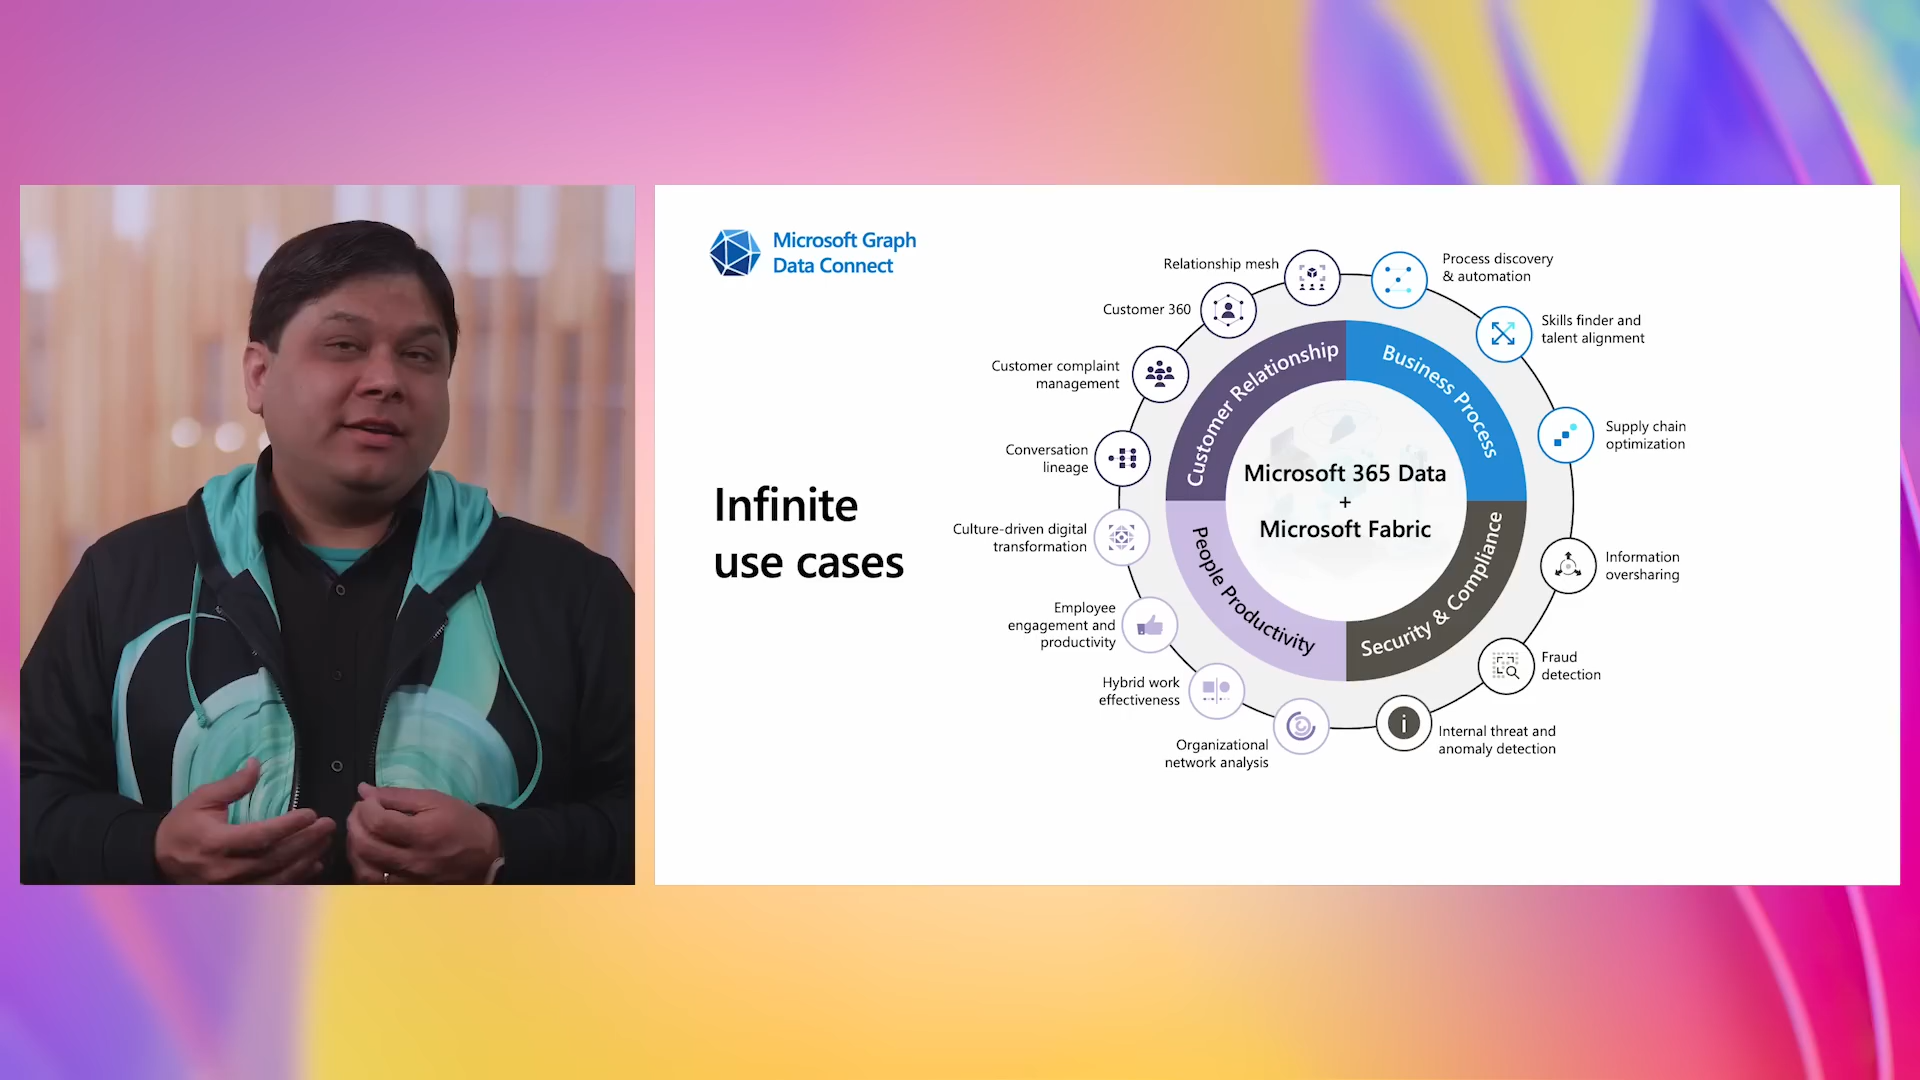 Microsoft Graph
Data Connect
Infinite
use cases
Relationship mesh
Customer 360
Customer complaint
management
Conversation
lineage
Culture-driven digital
transformation
Employee
engagement and
productivity
Hybrid work
effectiveness
Organizational
network analysis
Process discovery
& automation
Skills finder and
talent alignment
Supply chain
optimization
Information
oversharing
Fraud
detection
Internal threat and
anomaly detection
Customer Relationship
Business Process
People Productivity
Security & Compliance
Microsoft 365 Data
+
Microsoft Fabric
i